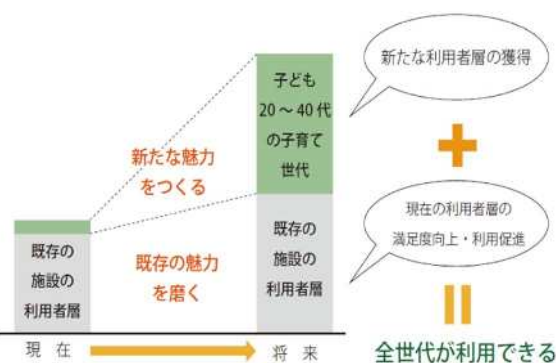 新たな利用者層の獲得
子ども
20～40代
の子育て
世代
新たな魅力
をつくる
現在の利用者層の
満足度向上・利用促進
既存の
施設の
利用者層
既存の魅力
を磨く
既存の
施設の
利用者層
現在
将来
全世代が利用できる